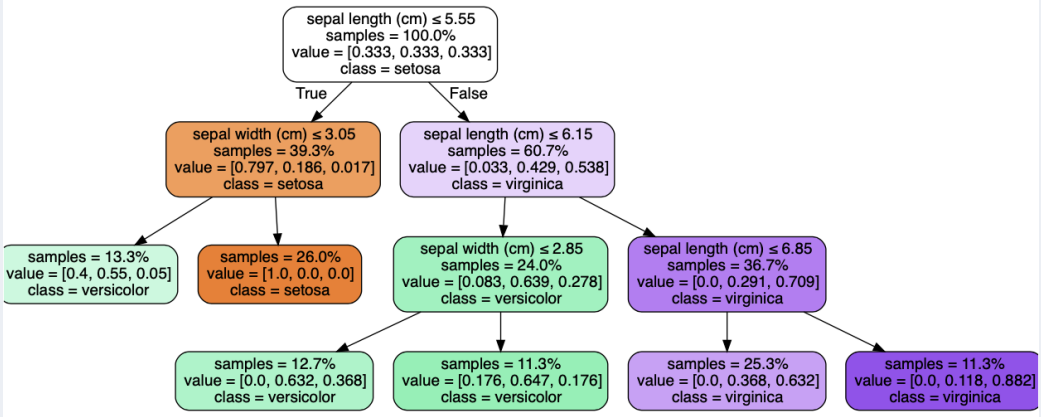 sepal length (cm) ≤ 5.55
samples = 100.0%
value = [0.333, 0.333, 0.333]
class = setosa
True
False
sepal width (cm) ≤ 3.05
samples = 39.3%
value = [0.797, 0.186, 0.017]
class = setosa
sepal length (cm) ≤ 6.15
samples = 60.7%
value = [0.033, 0.429, 0.538]
class = virginica
samples = 13.3%
value = [0.4, 0.55, 0.05]
class = versicolor
samples = 26.0%
value = [1.0, 0.0, 0.0]
class = setosa
sepal width (cm) ≤ 2.85
samples = 24.0%
value = [0.083, 0.639, 0.278]
class = versicolor
sepal length (cm) ≤ 6.85
samples = 36.7%
value = [0.0, 0.291, 0.709]
class = virginica
samples = 12.7%
value = [0.0, 0.632, 0.368]
class = versicolor
samples = 11.3%
value = [0.176, 0.647, 0.176]
class = versicolor
samples = 25.3%
value = [0.0, 0.368, 0.632]
class = virginica
samples = 11.3%
value = [0.0, 0.118, 0.882]
class = virginica